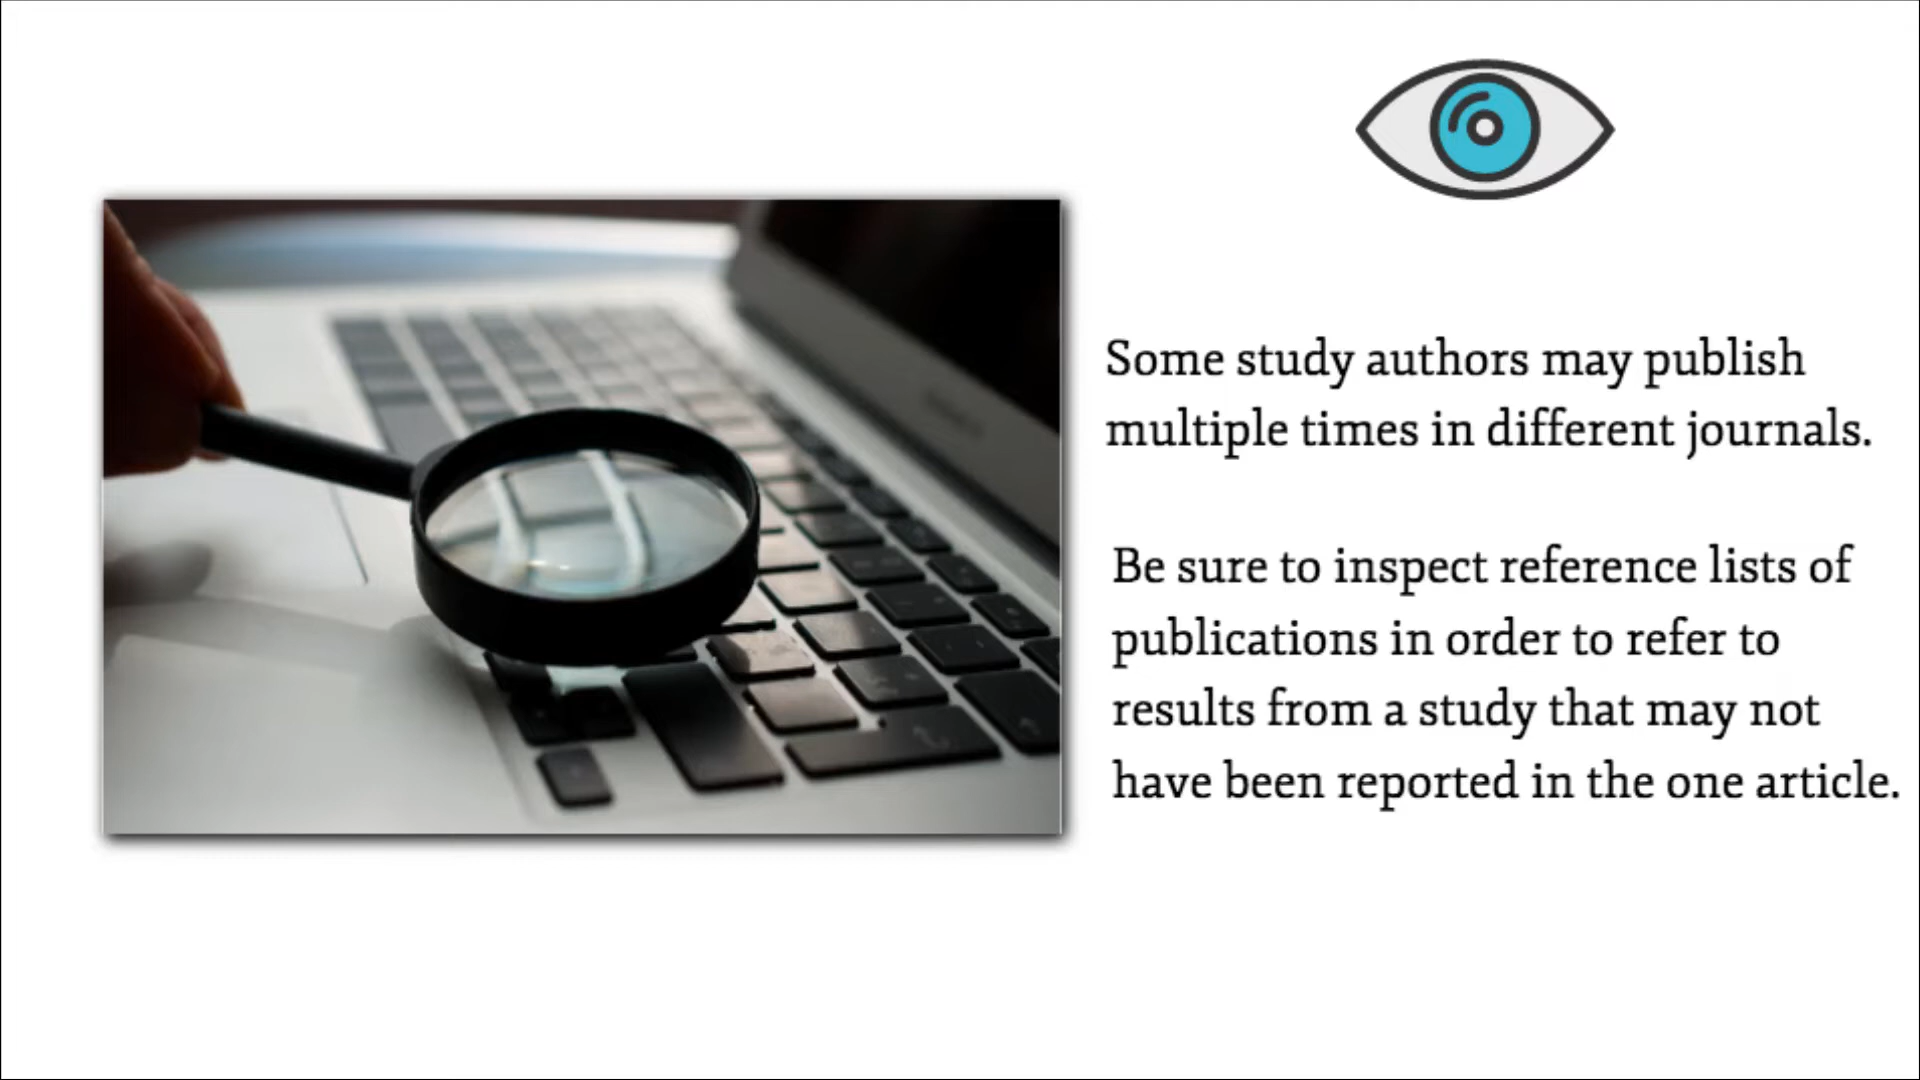 Some study authors may publish
multiple times in different journals.
Be sure to inspect reference lists of
publications in order to refer to
results from a study that may not
have been reported in the one article.